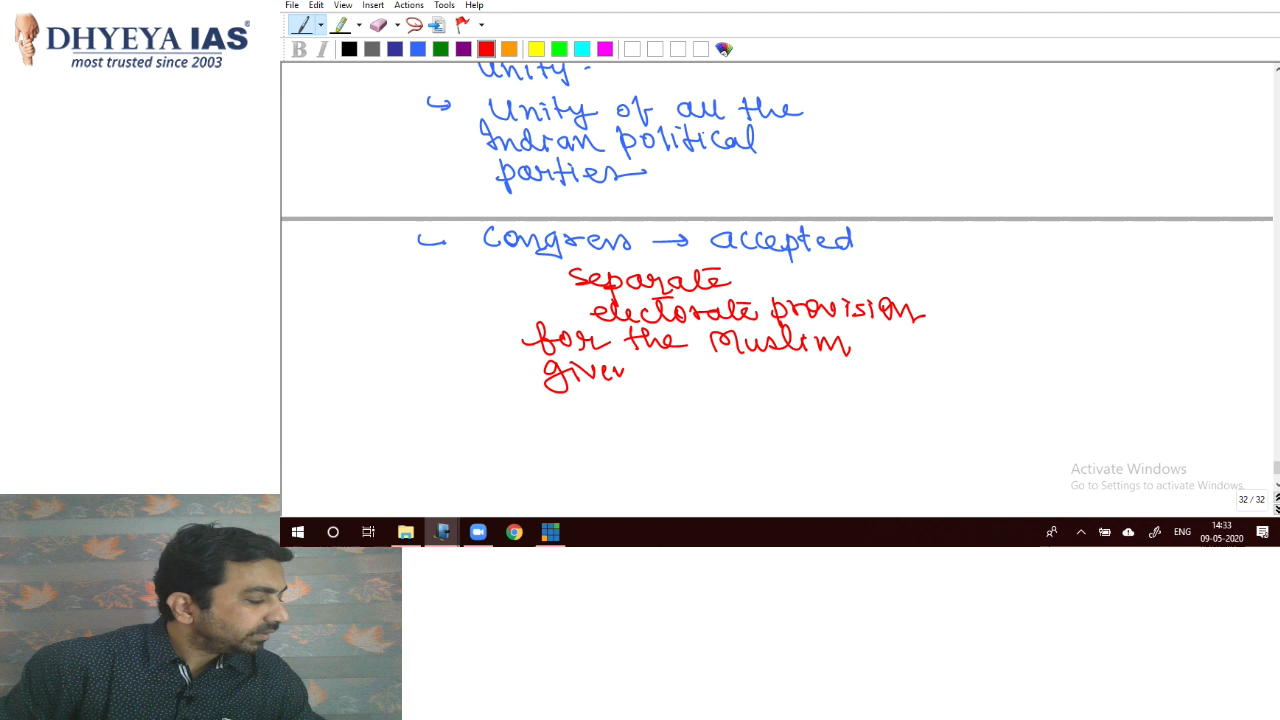 File Edit View Insert Actions Tools Help
DHYEYA IAS®
most trusted since 2003
B I
Unity -
↳ Unity of all the
Indian political
parties
↳ Congress → accepted
separate
electorate provision
for the Muslim
given
Activate Windows
Go to Settings to activate Windows.
32 / 32
ENG
14:33
09-05-2020